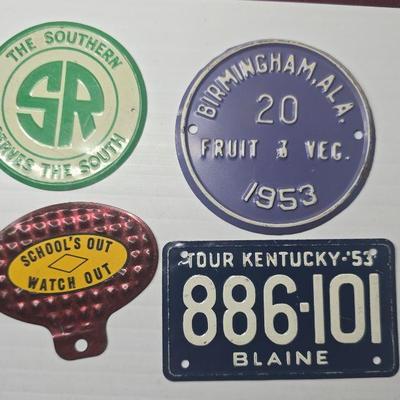 THE SOUTHERN
SR
SERVES THE SOUTH
BIRMINGHAM, ALA.
20
FRUIT & VEG.
1953
SCHOOL'S OUT
WATCH OUT
TOUR KENTUCKY-'53
886-101
BLAINE